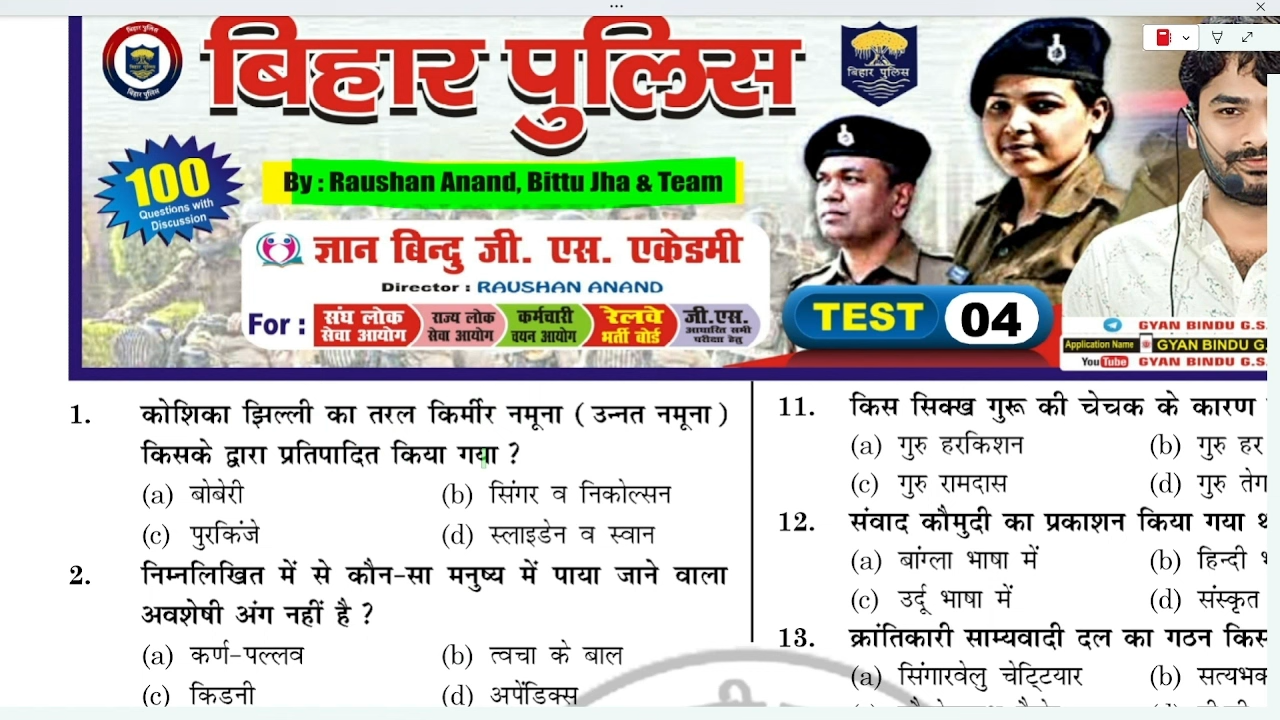 बिहार पुलिस
बिहार पुलिस
बिहार पुलिस
बिहार पुलिस
100
Questions with
Discussion
By : Raushan Anand, Bittu Jha & Team
ज्ञान बिन्दु जी. एस. एकेडमी
Director : RAUSHAN ANAND
For :
संघ लोक
सेवा आयोग
राज्य लोक
सेवा आयोग
कर्मचारी
चयन आयोग
रेलवे
भर्ती बोर्ड
जी.एस.
आधारित सभी
परीक्षा हेतु
TEST 04
GYAN BINDU G.S.
Application Name GYAN BINDU G.
YouTube GYAN BINDU G.S.
1. कोशिका झिल्ली का तरल किर्मीर नमूना ( उन्नत नमूना )
किसके द्वारा प्रतिपादित किया गया ?
(a) बोबेरी (b) सिंगर व निकोल्सन
(c) पुरकिंजे (d) स्लाइडेन व स्वान
2. निम्नलिखित में से कौन-सा मनुष्य में पाया जाने वाला
अवशेषी अंग नहीं है ?
(a) कर्ण-पल्लव (b) त्वचा के बाल
(c) किडनी (d) अपेंडिक्स
11. किस सिक्ख गुरू की चेचक के कारण
(a) गुरु हरकिशन (b) गुरु हर
(c) गुरु रामदास (d) गुरु तेग
12. संवाद कौमुदी का प्रकाशन किया गया
(a) बांग्ला भाषा में (b) हिन्दी
(c) उर्दू भाषा में (d) संस्कृत
13. क्रांतिकारी साम्यवादी दल का गठन किस
(a) सिंगारवेलु चेट्टियार (b) सत्यभक